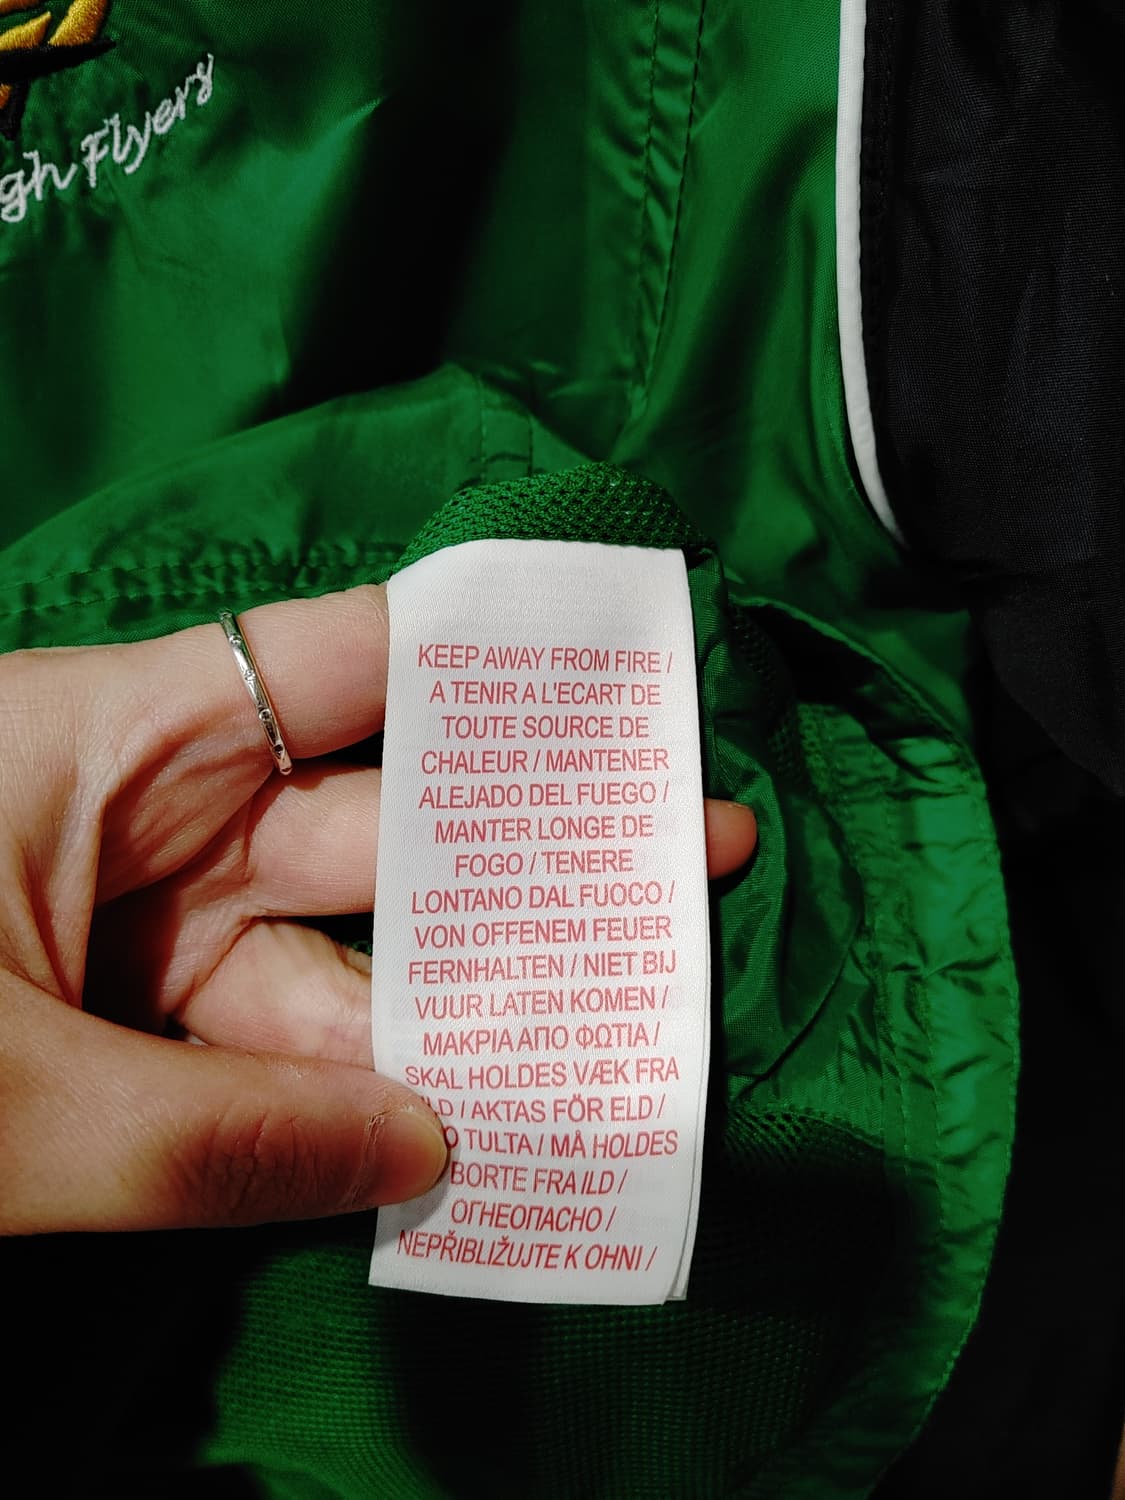 gh Flyers
KEEP AWAY FROM FIRE /
A TENIR A L'ECART DE
TOUTE SOURCE DE
CHALEUR / MANTENER
ALEJADO DEL FUEGO /
MANTER LONGE DE
FOGO / TENERE
LONTANO DAL FUOCO /
VON OFFENEM FEUER
FERNHALTEN / NIET BIJ
VUUR LATEN KOMEN /
ΜΑΚΡΙΑ ΑΠΟ ΦΩΤΙΑ /
SKAL HOLDES VÆK FRA
LD / AKTAS FÖR ELD /
O TULTA / MÅ HOLDES
BORTE FRA ILD /
ОГНЕОПАСНО /
NEPŘIBLIŽUJTE K OHNI /